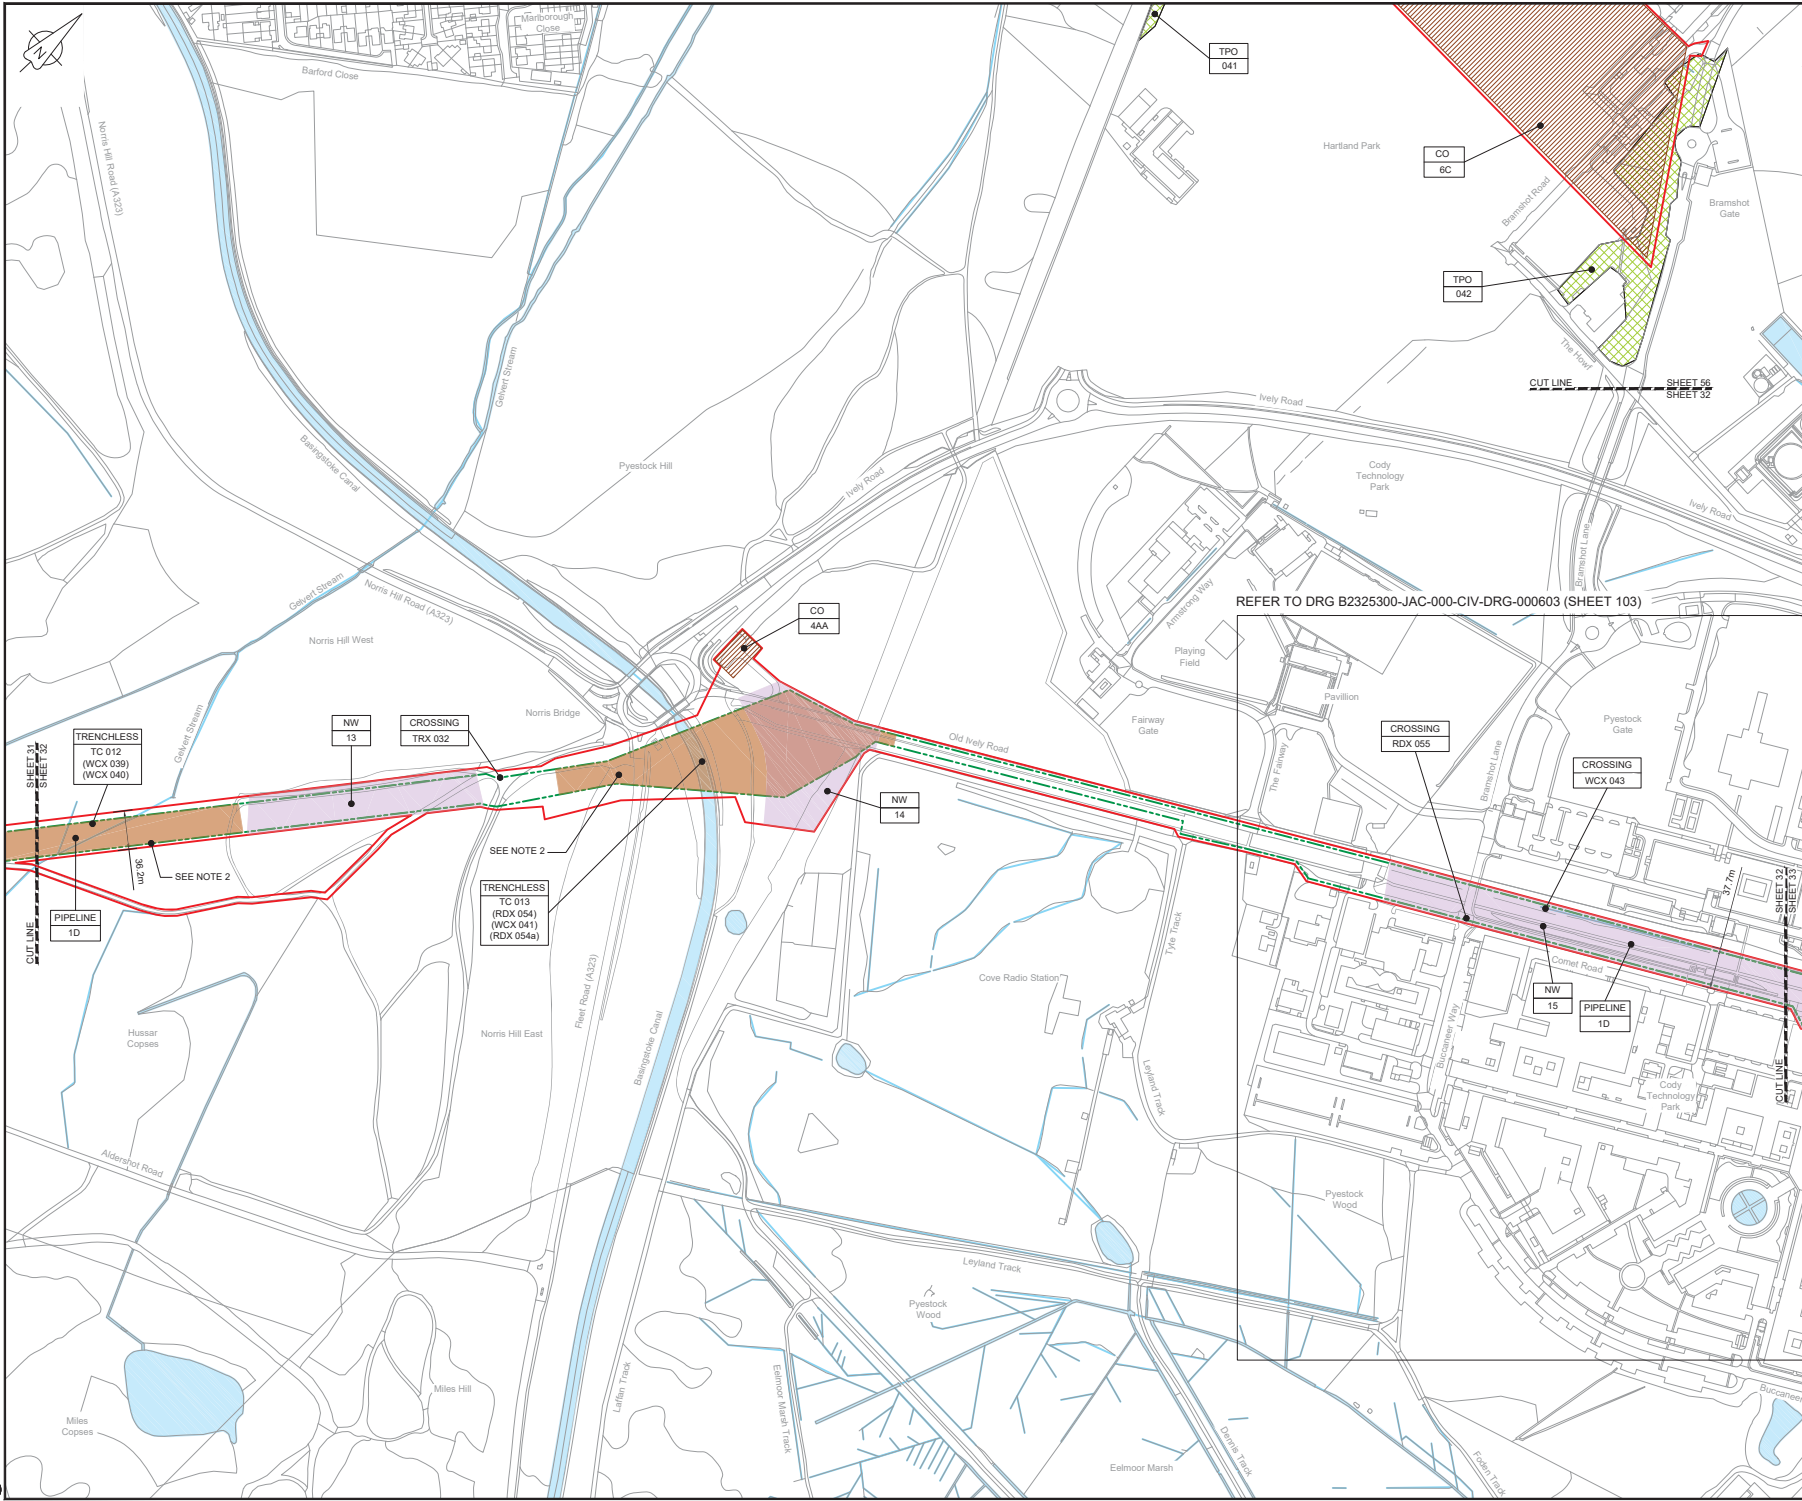 N
Marlborough
Close
Barford Close
Norris Hill Road (A323)
TPO
041
Hartland Park
CO
6C
Bramshot Road
Bramshot
Gate
TPO
042
The Howf
CUT LINE
SHEET 56
SHEET 32
Gelvert Stream
Ively Road
Basingstoke Canal
Pyestock Hill
Ively Road
Cody
Technology
Park
Ively Road
Bramshot Lane
Gelvert Stream
Norris Hill Road (A323)
Norris Hill West
CO
4AA
Armstrong Way
REFER TO DRG B2325300-JAC-000-CIV-DRG-000603 (SHEET 103)
Playing
Field
Pavillion
Gelvert Stream
Norris Bridge
NW
13
CROSSING
TRX 032
TRENCHLESS
TC 012
(WCX 039)
(WCX 040)
SHEET 31
SHEET 32
CUT LINE
Old Ively Road
Fairway
Gate
The Fairway
CROSSING
RDX 055
Bramshot Lane
Pyestock
Gate
CROSSING
WCX 043
NW
14
SEE NOTE 2
36.2m
SEE NOTE 2
PIPELINE
1D
TRENCHLESS
TC 013
(RDX 054)
(WCX 041)
(RDX 054a)
37.7m
SHEET 32
SHEET 33
CUT LINE
Tyte Track
Cove Radio Station
Comet Road
NW
15
PIPELINE
1D
Fleet Road (A323)
Norris Hill East
Basingstoke Canal
Hussar
Copses
Buccaneer Way
Leyland Track
Cody
Technology
Park
Aldershot Road
Pyestock
Wood
Leyland Track
Pyestock
Wood
Miles Hill
Miles
Copses
Laffan Track
Eelmoor Marsh Track
Dennis Track
Eelmoor Marsh
Foden Track
Buccaneer